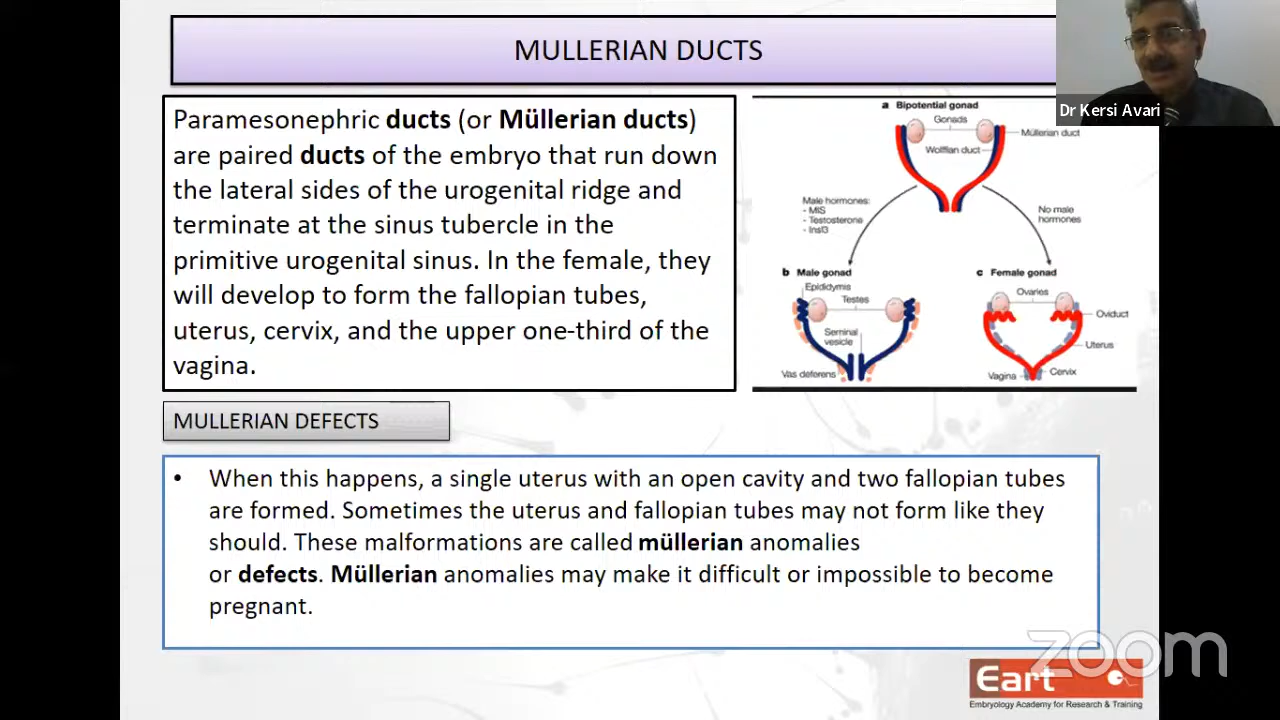 MULLERIAN DUCTS
Dr Kersi Avari
Paramesonephric ducts (or Müllerian ducts)
are paired ducts of the embryo that run down
the lateral sides of the urogenital ridge and
terminate at the sinus tubercle in the
primitive urogenital sinus. In the female, they
will develop to form the fallopian tubes,
uterus, cervix, and the upper one-third of the
vagina.
a Bipotential gonad
Gonads
Müllerian duct
Wolffian duct
Male hormones:
- MIS
- Testosterone
- Insl3
No male
hormones
b Male gonad
Epididymis
Testes
Seminal
vesicle
Vas deferens
c Female gonad
Ovaries
Oviduct
Uterus
Vagina
Cervix
MULLERIAN DEFECTS
• When this happens, a single uterus with an open cavity and two fallopian tubes
are formed. Sometimes the uterus and fallopian tubes may not form like they
should. These malformations are called müllerian anomalies
or defects. Müllerian anomalies may make it difficult or impossible to become
pregnant.
zoom
Eart
Embryology Academy for Research & Training